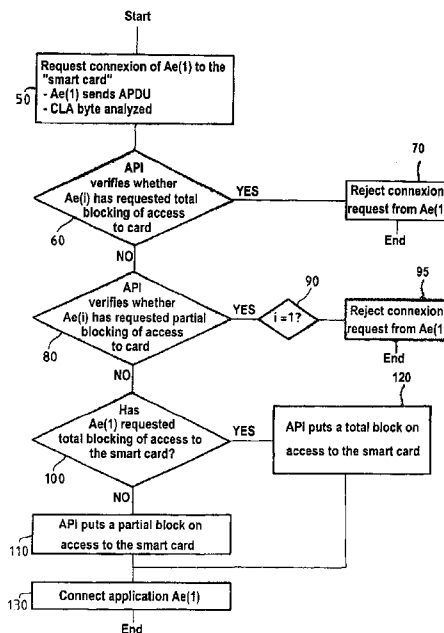 Start
Request connexion of Ae(1) to the
"smart card"
- Ae(1) sends APDU
- CLA byte analyzed
50
API
verifies whether
Ae(i) has requested total
blocking of access
to card
60
YES
70
Reject connexion
request from Ae(1
End
NO
API
verifies whether
Ae(i) has requested partial
blocking of access
to card
80
YES
90
i =1?
95
Reject connexion
request from Ae(1
End
NO
Has
Ae(1) requested
total blocking of access to
the smart card?
100
YES
120
API puts a total block on
access to the smart card
NO
API puts a partial block on
access to the smart card
110
Connect application Ae(1)
130
End